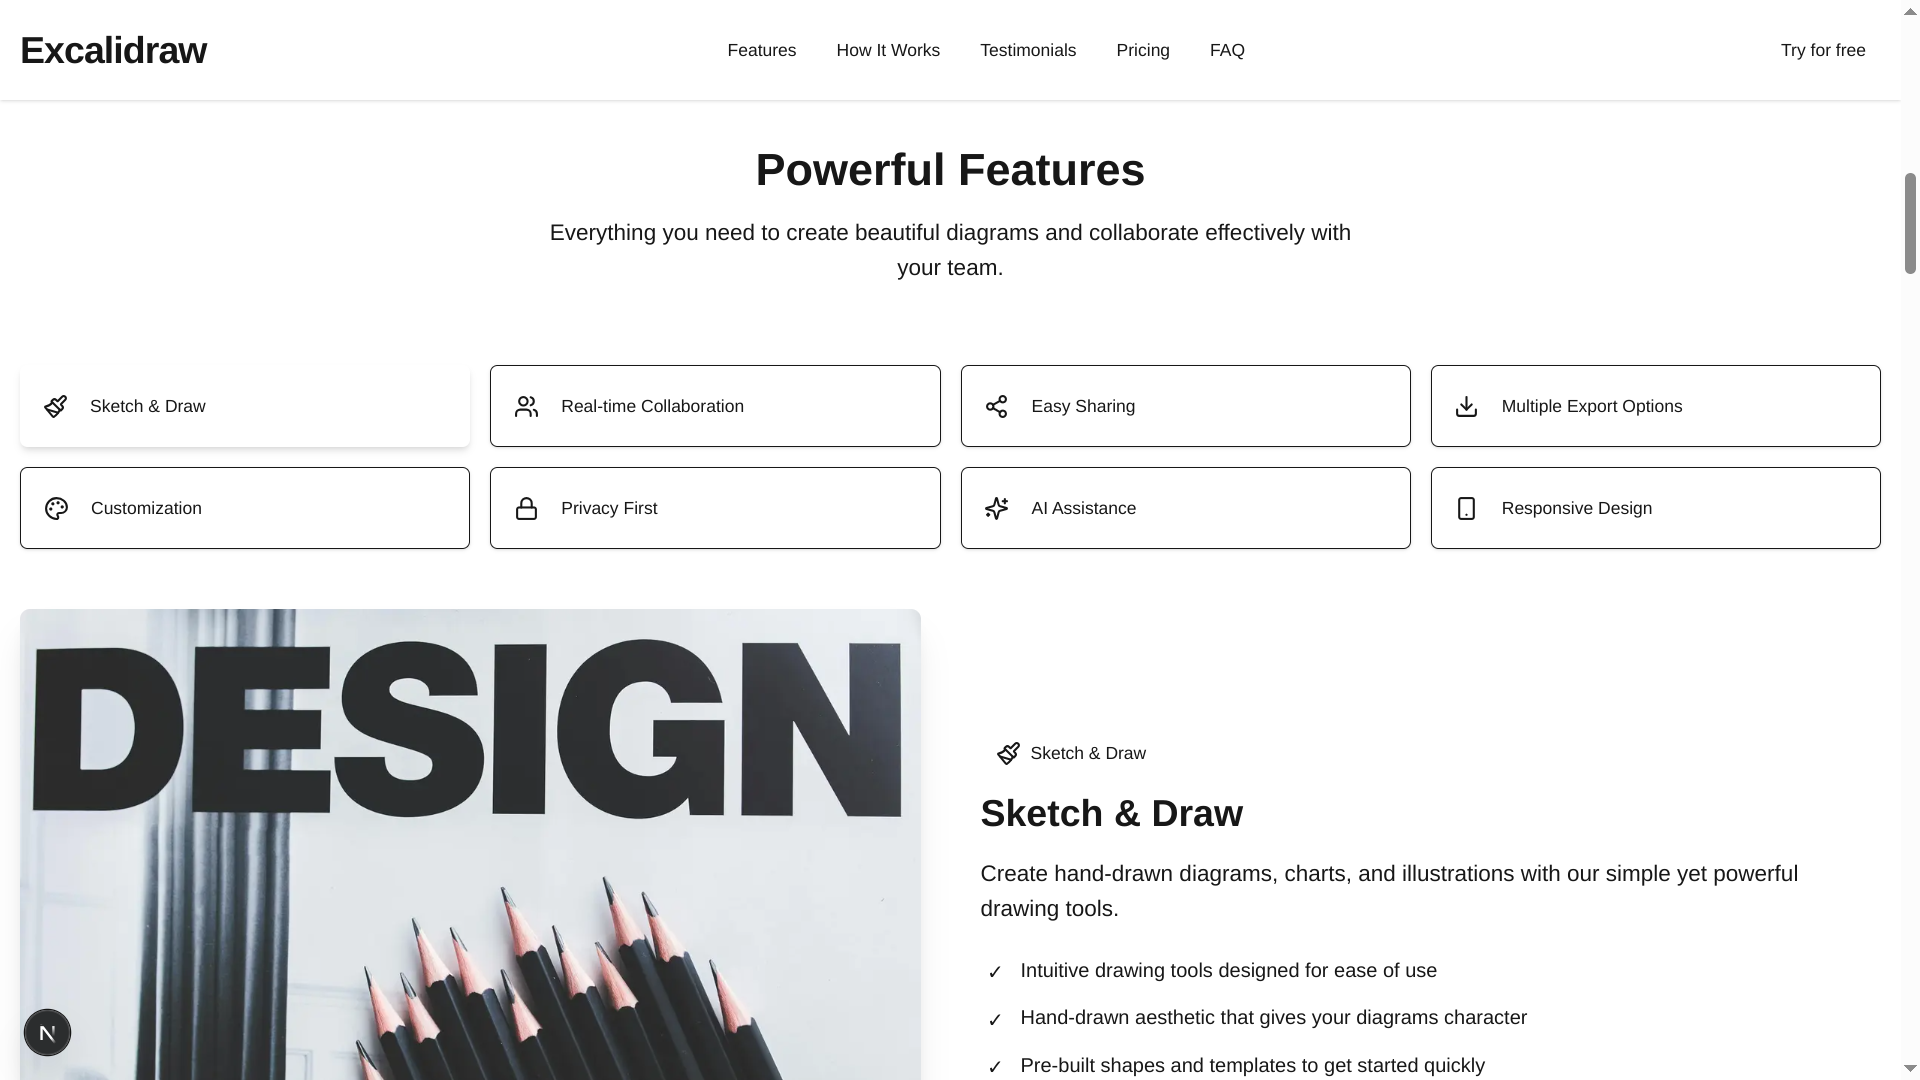 Excalidraw
Features
How It Works
Testimonials
Pricing
FAQ
Try for free
Powerful Features
Everything you need to create beautiful diagrams and collaborate effectively with
your team.
Sketch & Draw
Real-time Collaboration
Easy Sharing
Multiple Export Options
Customization
Privacy First
AI Assistance
Responsive Design
DESIGN
Sketch & Draw
Sketch & Draw
Create hand-drawn diagrams, charts, and illustrations with our simple yet powerful
drawing tools.
✓ Intuitive drawing tools designed for ease of use
✓ Hand-drawn aesthetic that gives your diagrams character
✓ Pre-built shapes and templates to get started quickly
N